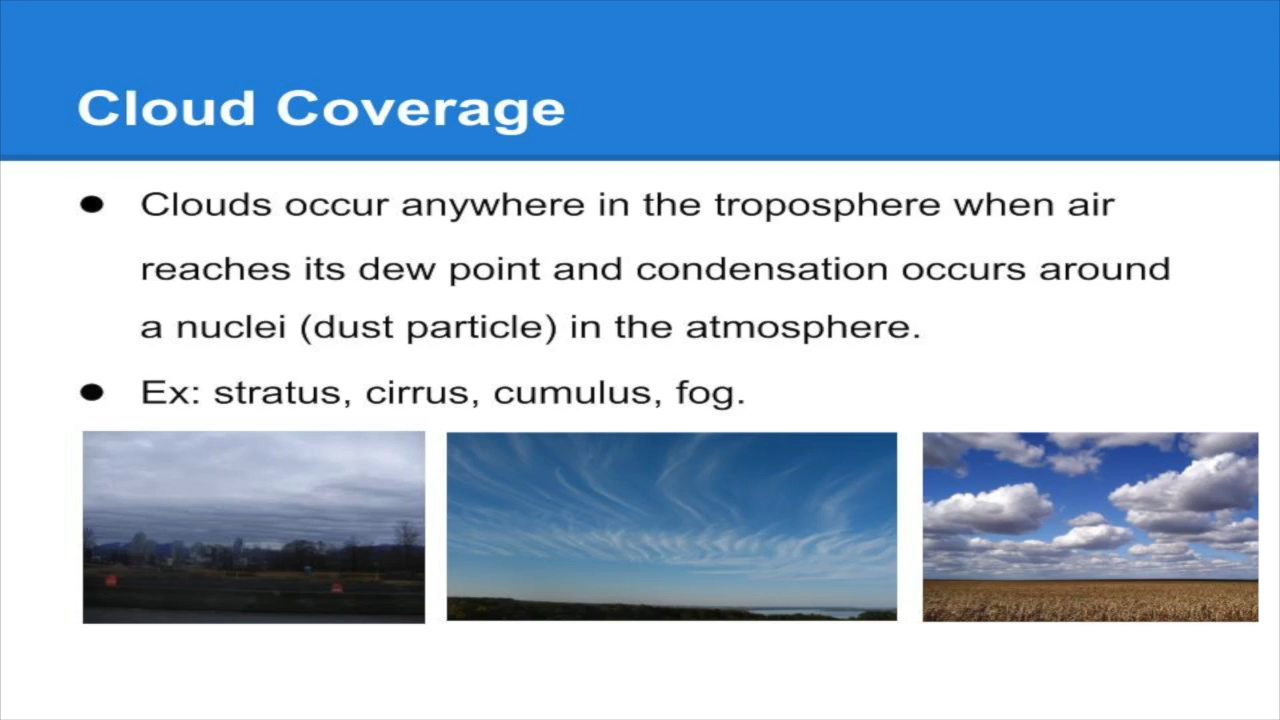 Cloud Coverage
● Clouds occur anywhere in the troposphere when air
reaches its dew point and condensation occurs around
a nuclei (dust particle) in the atmosphere.
● Ex: stratus, cirrus, cumulus, fog.